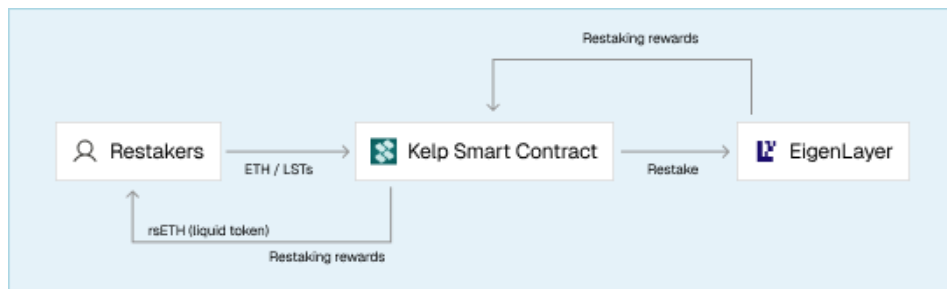 Restaking rewards
Restakers
ETH / LSTs
Kelp Smart Contract
Restake
EigenLayer
rsETH (liquid token)
Restaking rewards